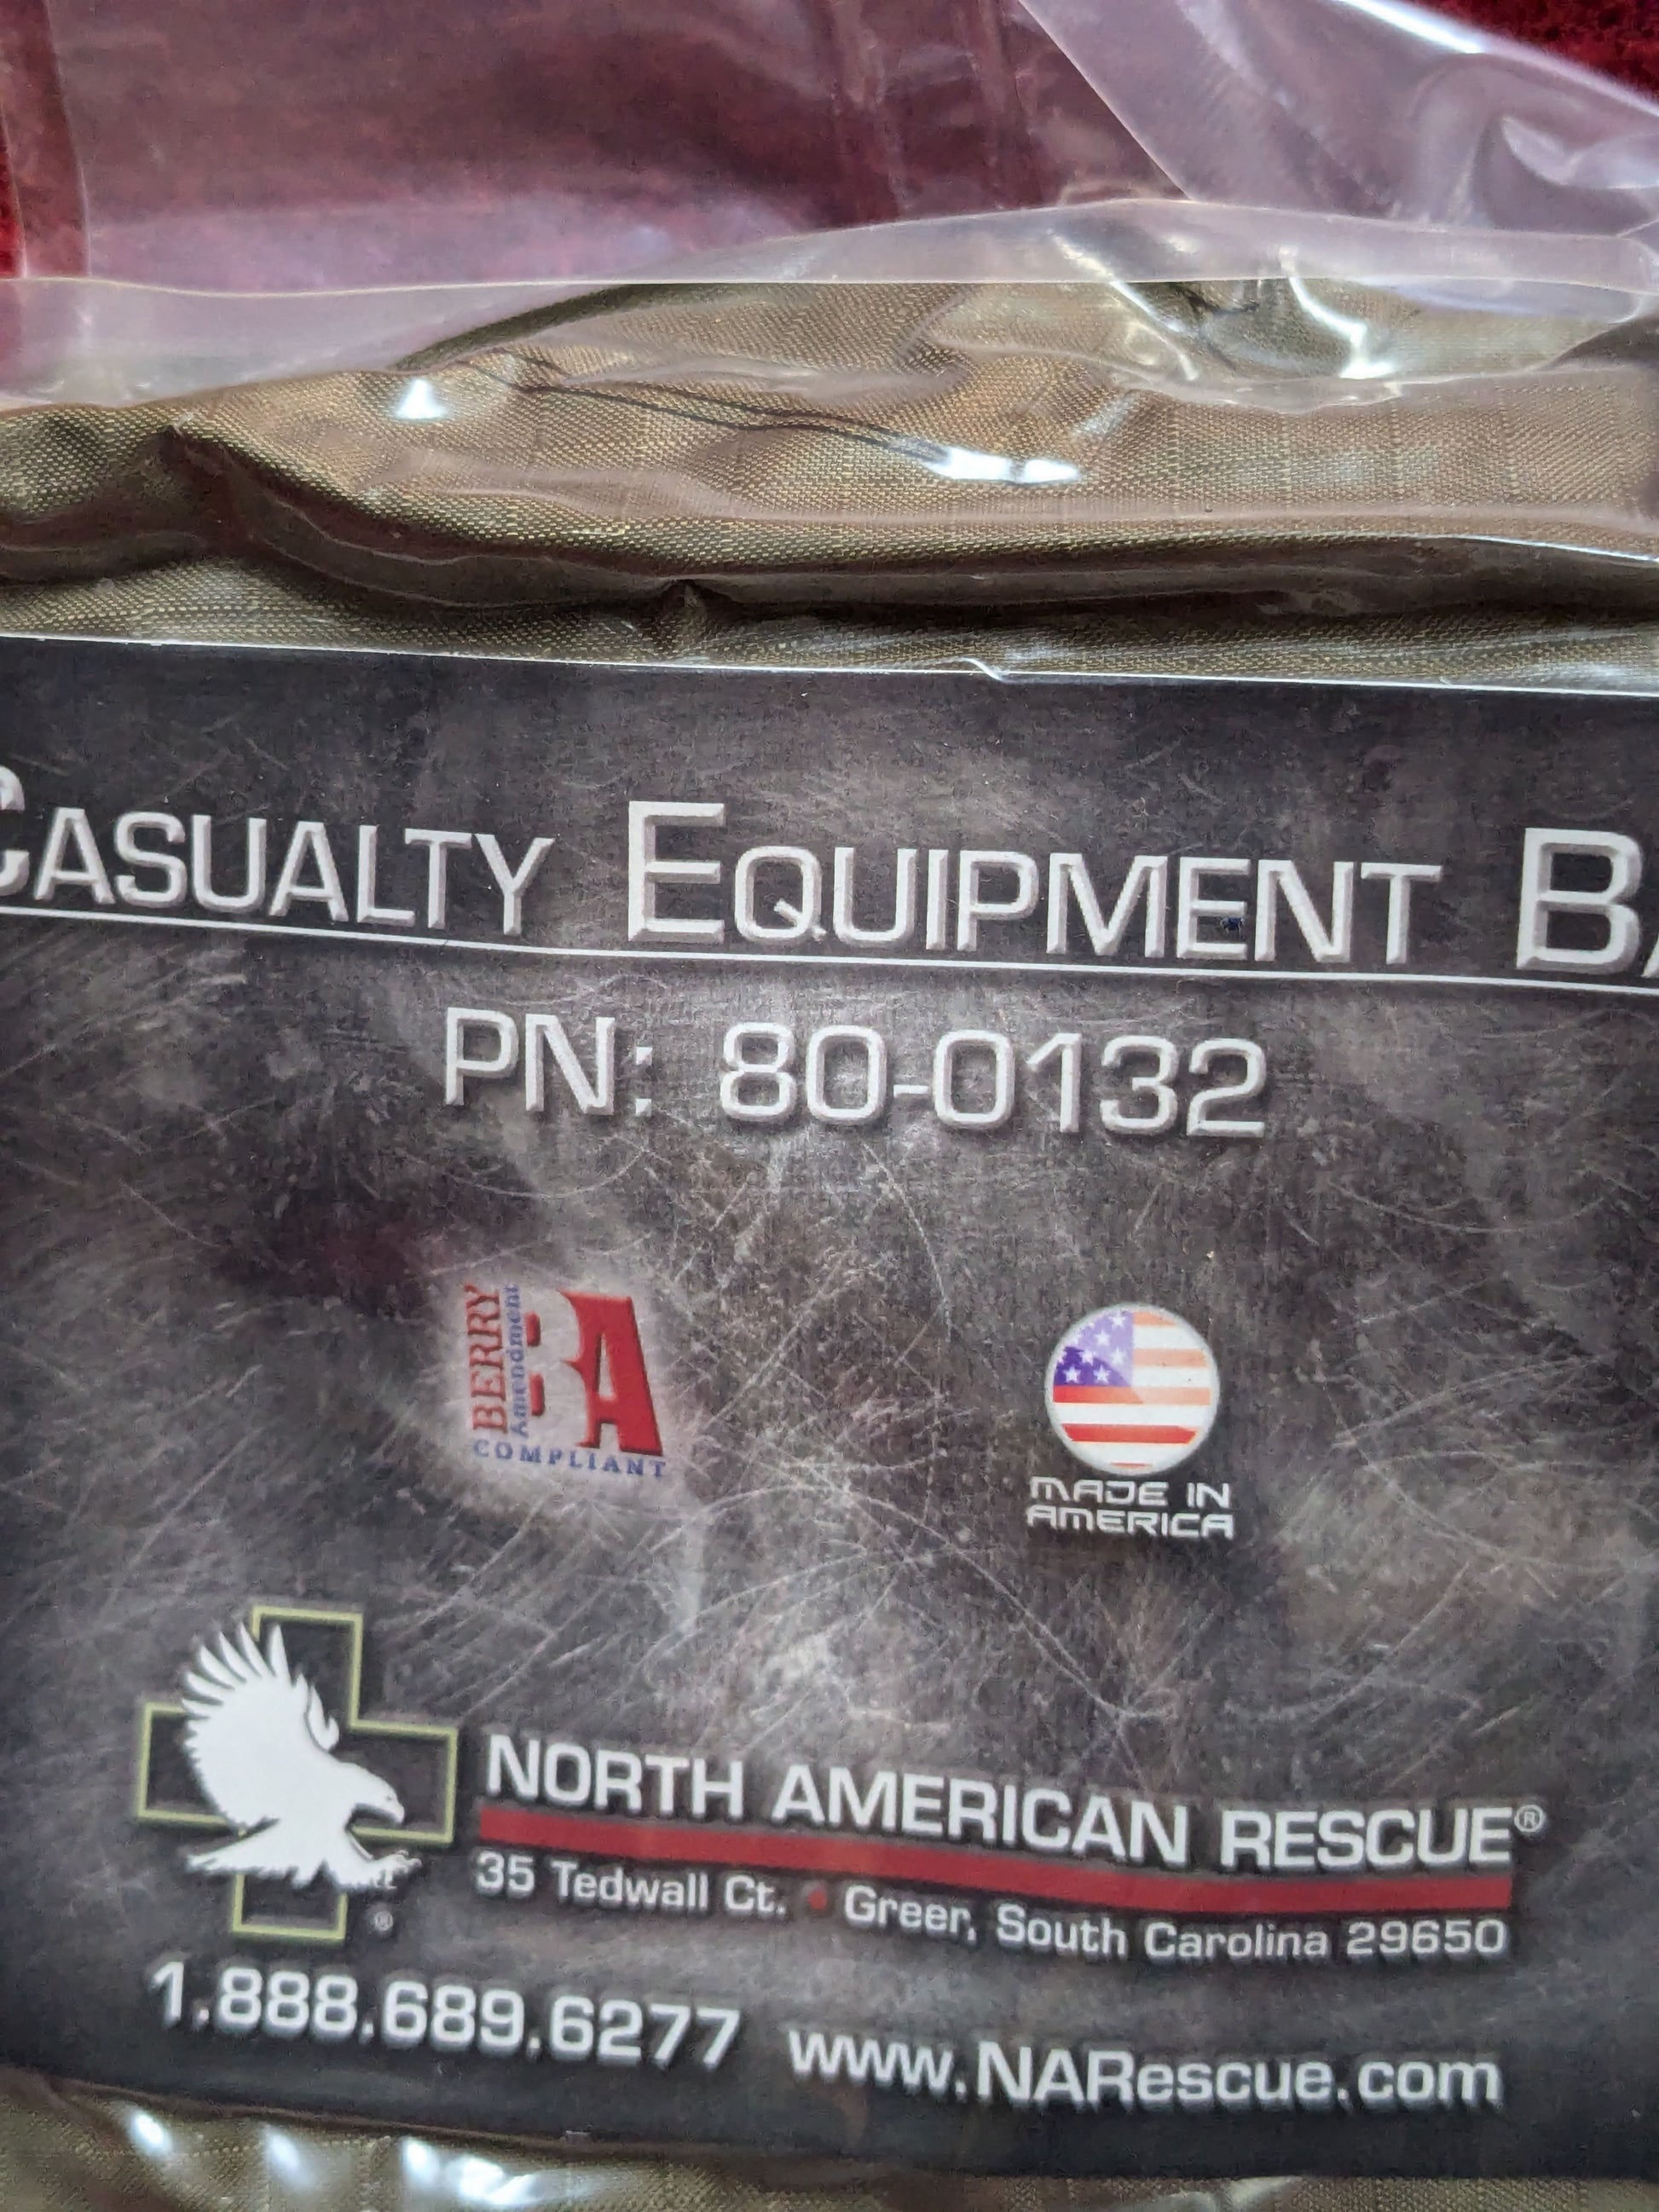 CASUALTY EQUIPMENT BA
PN: 80-0132
BERRY
Amendment
BA
COMPLIANT
MADE IN
AMERICA
NORTH AMERICAN RESCUE®
35 Tedwall Ct. • Greer, South Carolina 29650
®
1.888.689.6277 www.NARescue.com